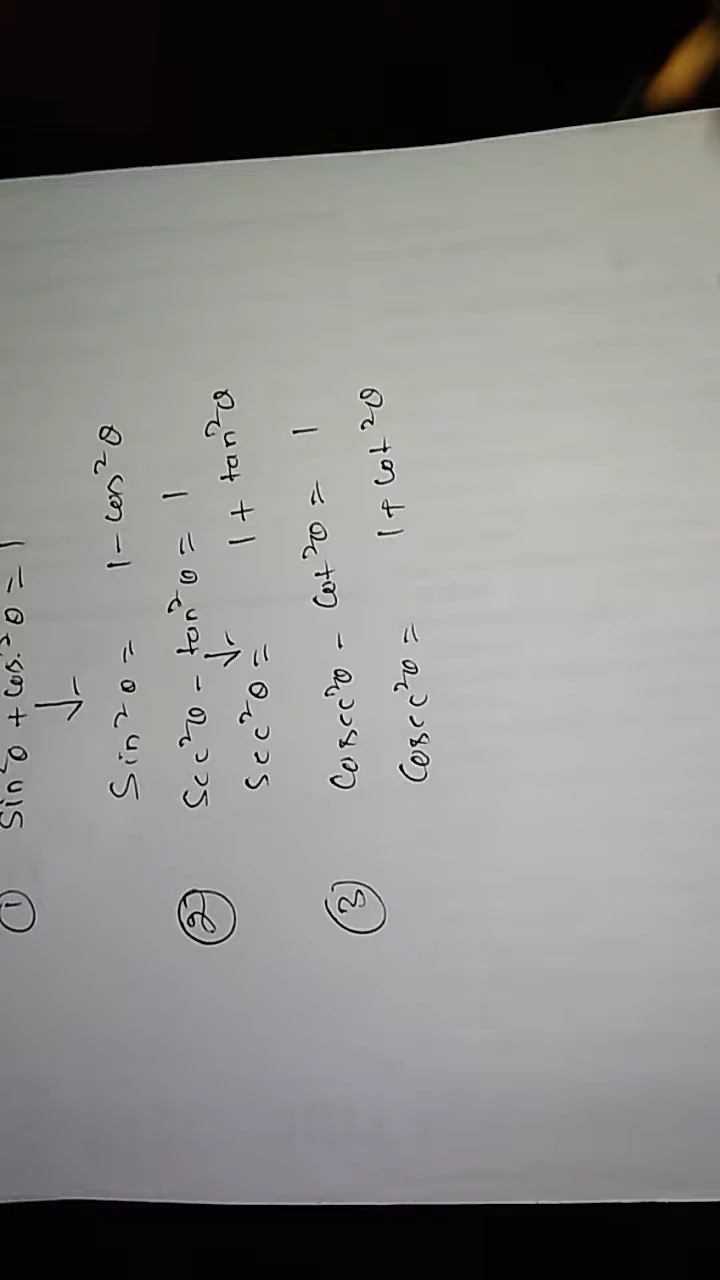 ① Sin²θ + cos²θ = 1
↓
Sin²θ = 1 - cos²θ
② Sec²θ - tan²θ = 1
↓
Sec²θ = 1 + tan²θ
③ Cosec²θ - Cot²θ = 1
Cosec²θ = 1 + Cot²θ